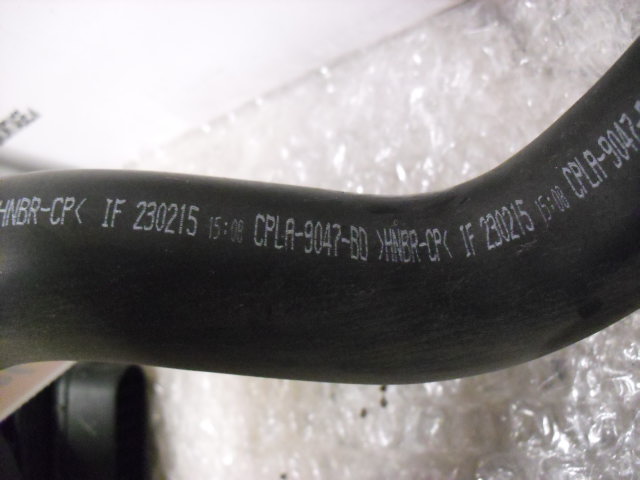 HNBR-CP< IF 230215 15:08 CPLA-9047-BD >HNBR-CP< IF 230215 15:08 CPLA-9047-